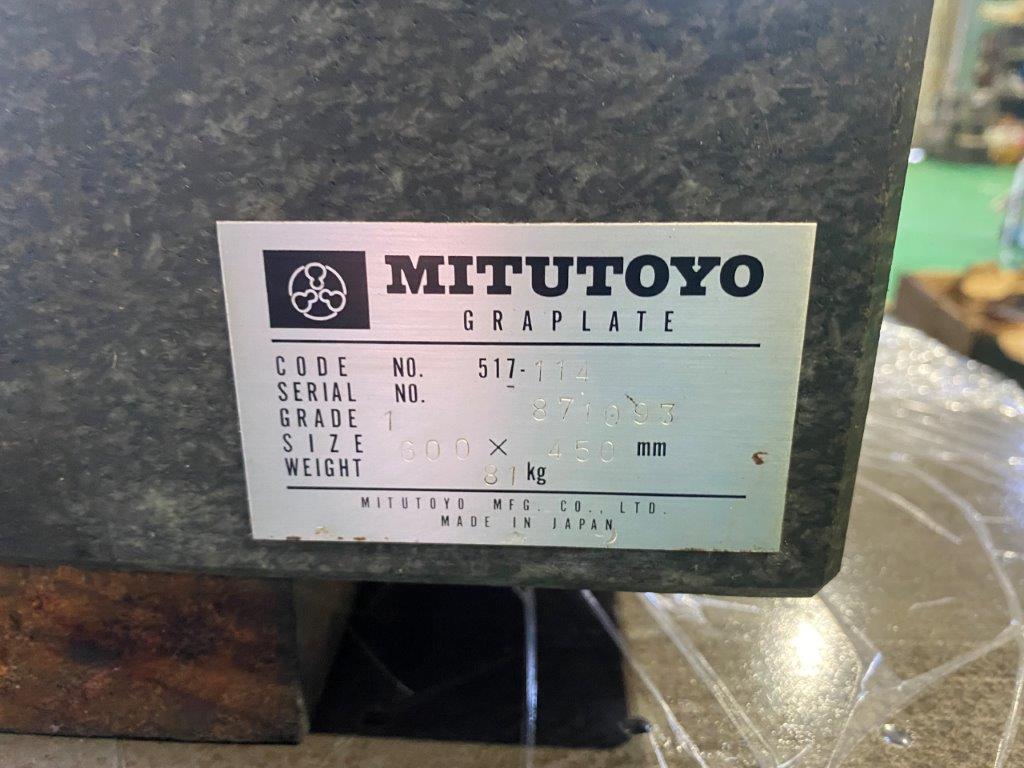 MITUTOYO
GRAPLATE
CODE NO. 517-114
SERIAL NO. 871093
GRADE 1
SIZE 600 × 450 mm
WEIGHT 81 kg
MITUTOYO MFG. CO., LTD.
MADE IN JAPAN